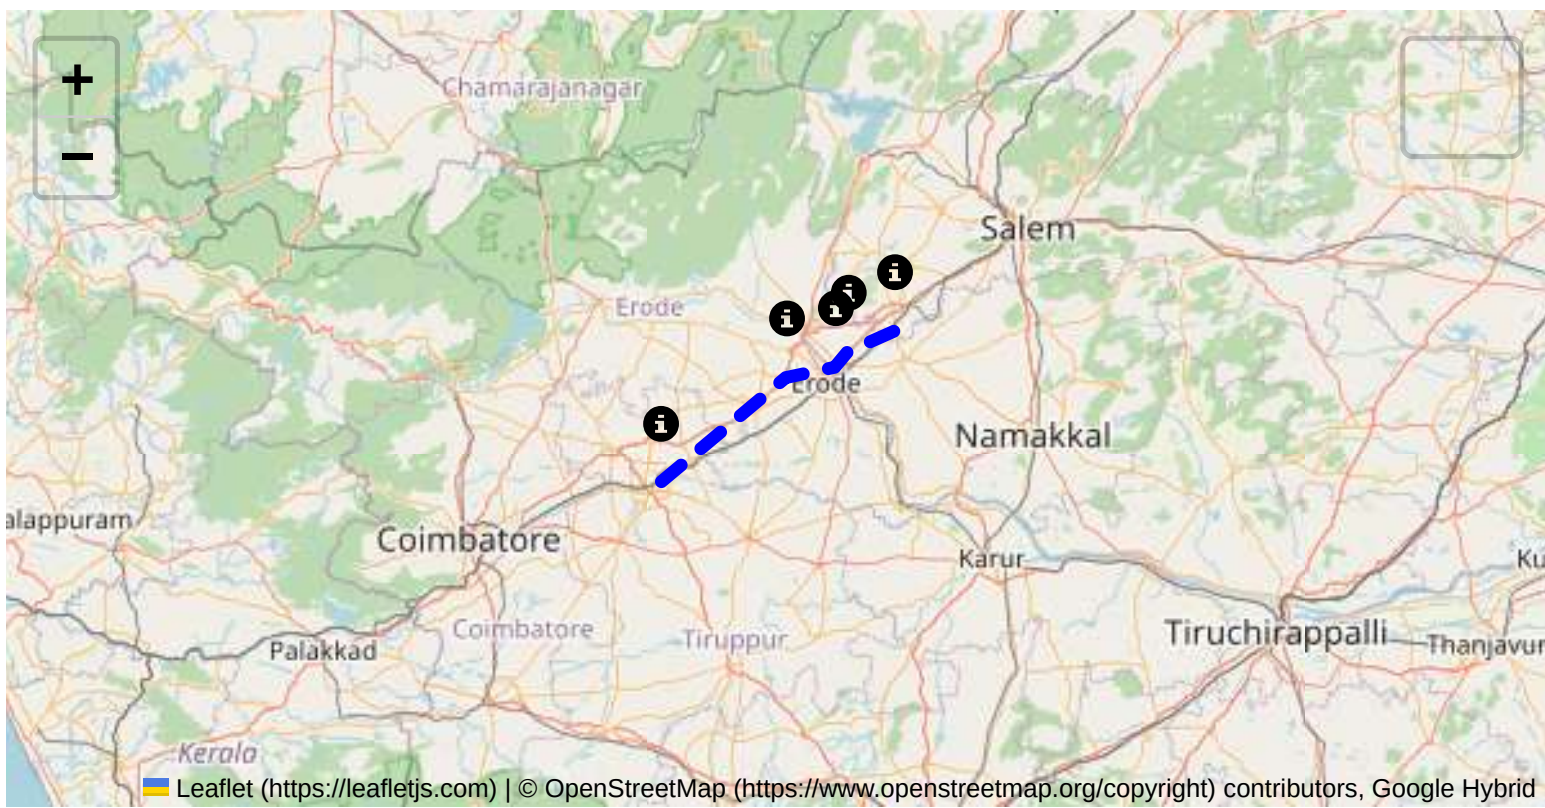 +
Chamarajanagar
−
Salem
i
i
Erode
i
i
Erode
i
Namakkal
alappuram
Coimbatore
Karur
Ku
Coimbatore
Tiruppur
Tiruchirappalli
Thanjavur
Palakkad
Kerala
Leaflet (https://leafletjs.com) | © OpenStreetMap (https://www.openstreetmap.org/copyright) contributors, Google Hybrid